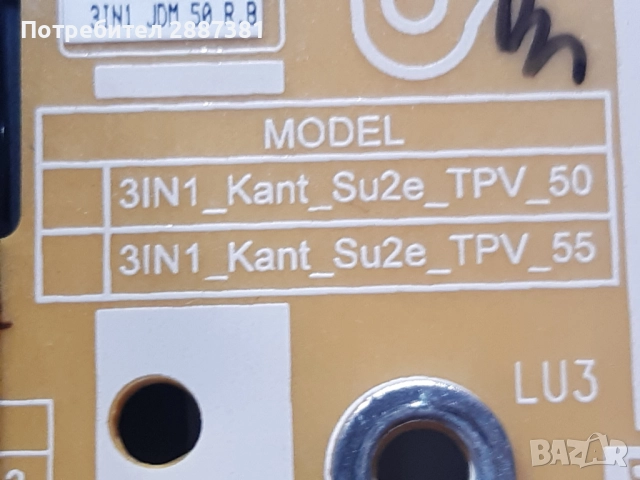 3IN1 JDM 50 R B
Потребител 2887381
MODEL
3IN1_Kant_Su2e_TPV_50
3IN1_Kant_Su2e_TPV_55
LU3
BAZAR